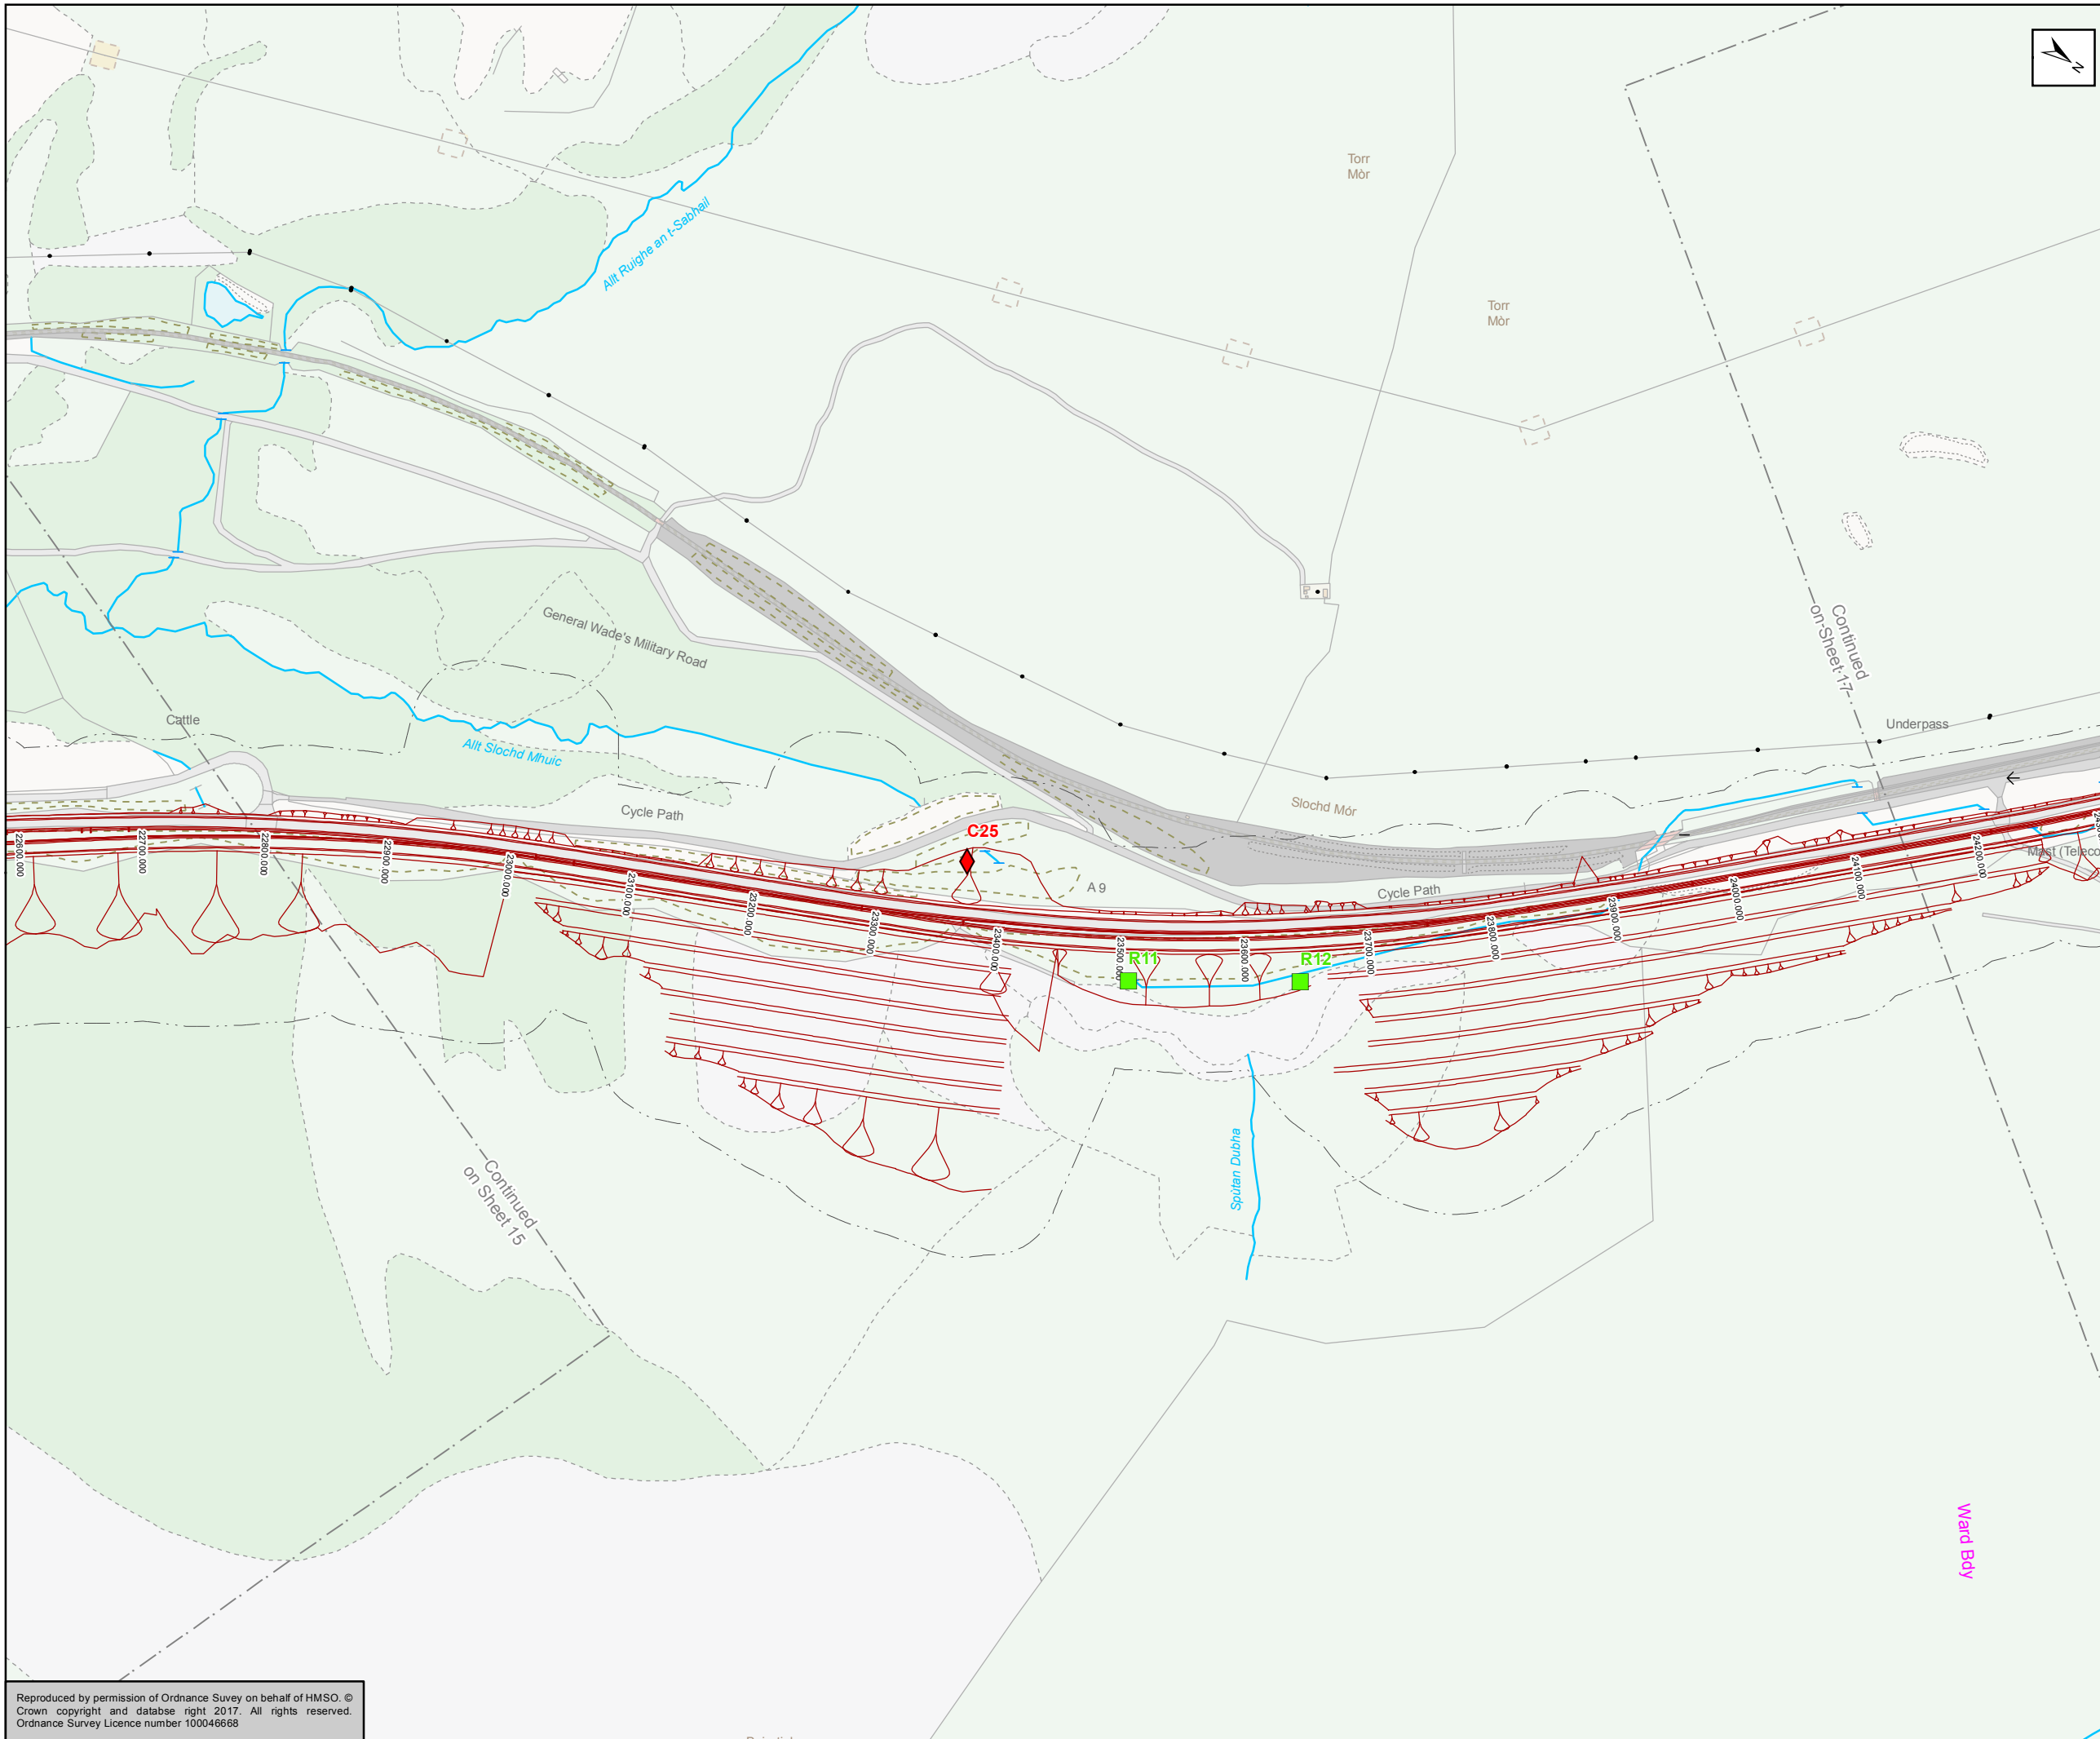 N
Torr
Mòr
Allt Ruighe an t-Sabhail
Torr
Mòr
General Wade's Military Road
Continued
on Sheet 17
Cattle
Underpass
Allt Slochd Mhuic
Slochd Mór
Cycle Path
C25
A 9
Cycle Path
Mast (Teleco
22600.000
22700.000
22800.000
22900.000
23000.000
23100.000
23200.000
23300.000
23400.000
23500.000
23600.000
23700.000
23800.000
23900.000
24000.000
24100.000
24200.000
R11
R12
Spùtan Dubha
Continued
on Sheet 15
Ward Bdy
Reproduced by permission of Ordnance Suvey on behalf of HMSO. ©
Crown copyright and databse right 2017. All rights reserved.
Ordnance Survey Licence number 100046668